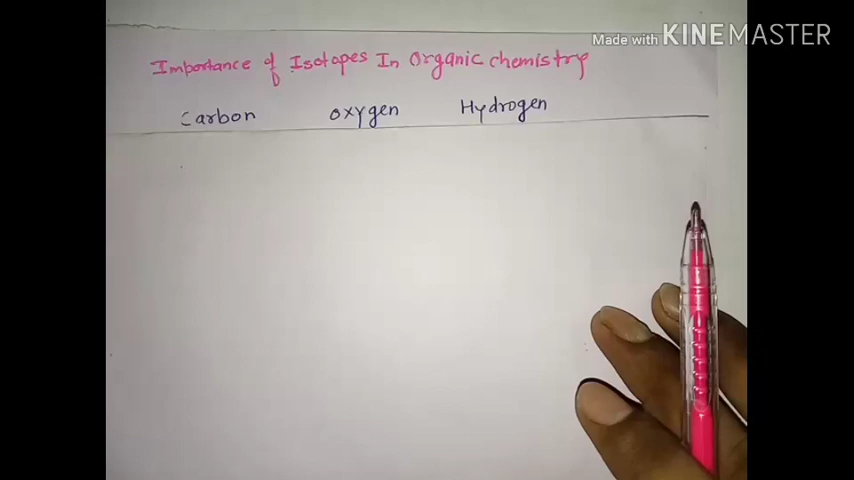 Made with KINEMASTER
Importance of Isotopes In Organic chemistry
Carbon Oxygen Hydrogen